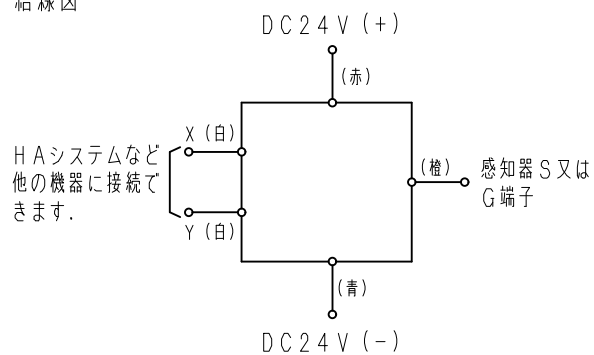 結線図
DC24V(+)
(赤)
X(白)
HAシステムなど
他の機器に接続で
きます.
Y(白)
(橙)
感知器S又は
G端子
(青)
DC24V(-)